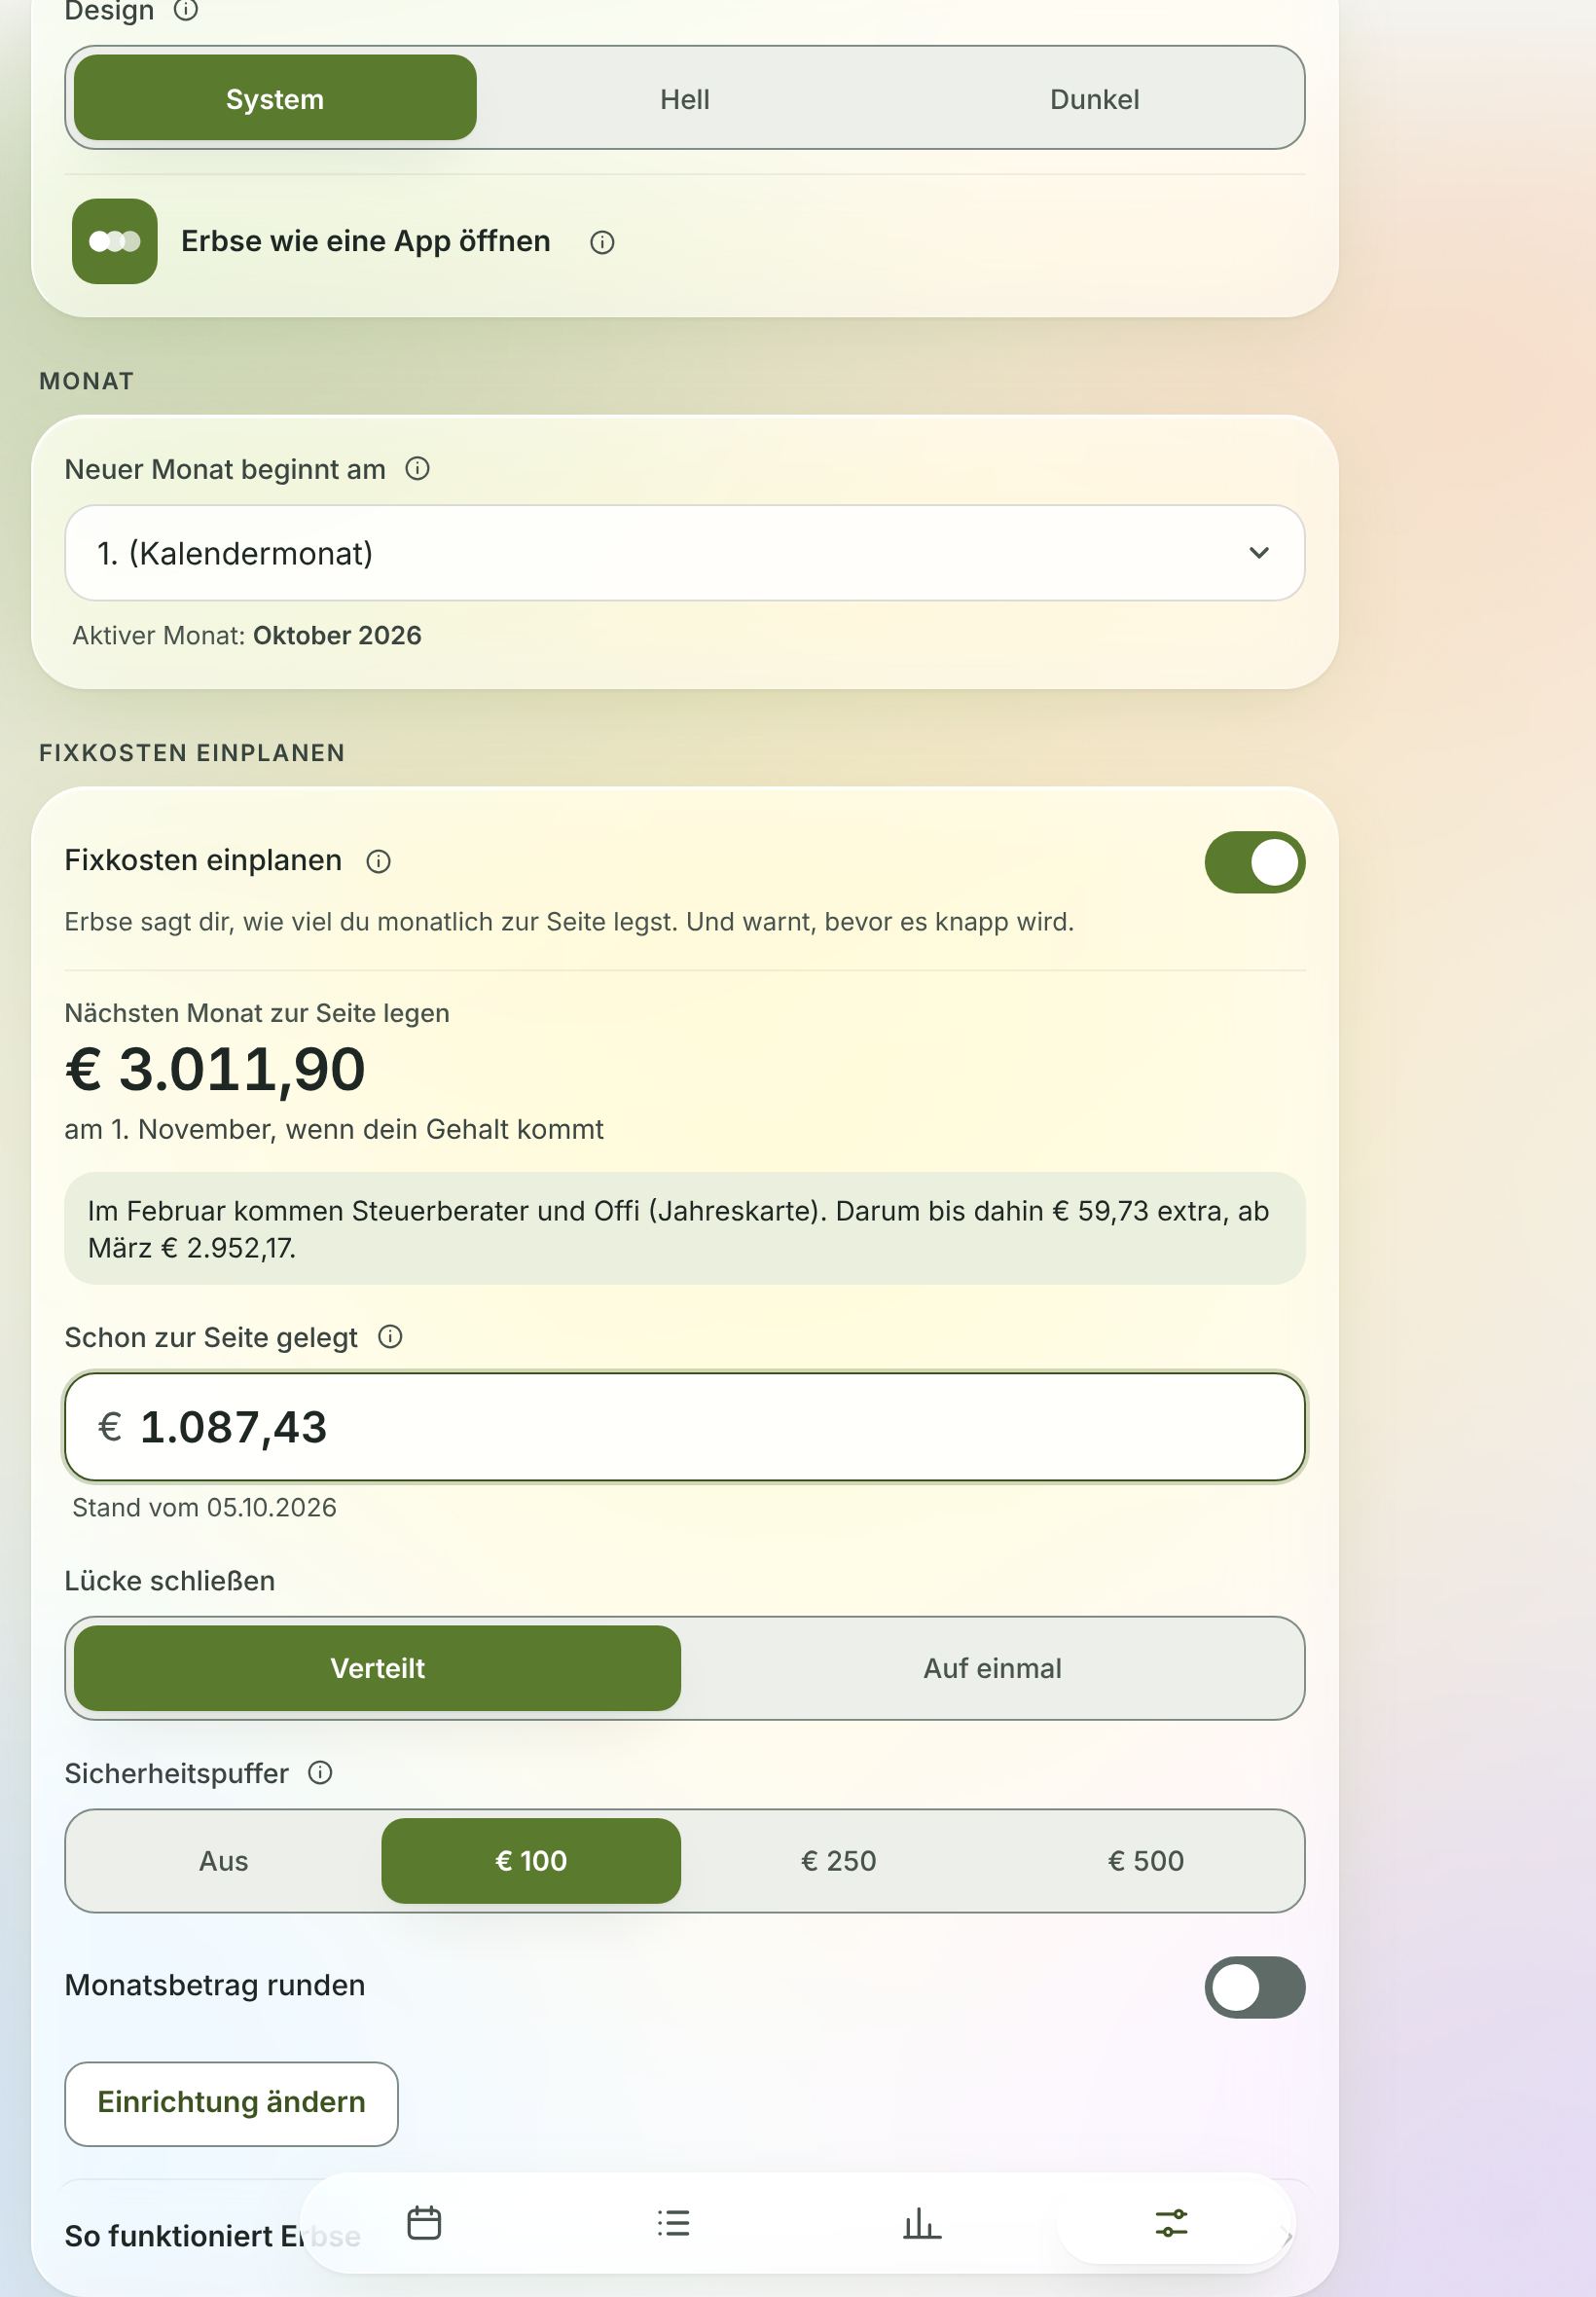 Design
System
Hell
Dunkel
Erbse wie eine App öffnen
MONAT
Neuer Monat beginnt am
1. (Kalendermonat)
Aktiver Monat: Oktober 2026
FIXKOSTEN EINPLANEN
Fixkosten einplanen
Erbse sagt dir, wie viel du monatlich zur Seite legst. Und warnt, bevor es knapp wird.
Nächsten Monat zur Seite legen
€ 3.011,90
am 1. November, wenn dein Gehalt kommt
Im Februar kommen Steuerberater und Offi (Jahreskarte). Darum bis dahin € 59,73 extra, ab
März € 2.952,17.
Schon zur Seite gelegt
€ 1.087,43
Stand vom 05.10.2026
Lücke schließen
Verteilt
Auf einmal
Sicherheitspuffer
Aus
€ 100
€ 250
€ 500
Monatsbetrag runden
Einrichtung ändern
So funktioniert Erbse